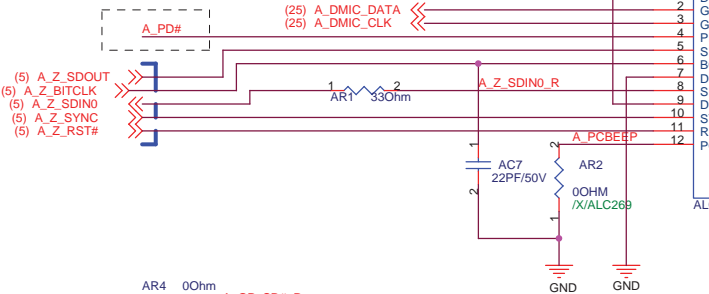 (25) A_DMIC_DATA
(25) A_DMIC_CLK
A_PD#
2 G
3 G
4 P
5 S
6 B
7 D
8 S
9 D
10 S
11 R
12 P
(5) A_Z_SDOUT
(5) A_Z_BITCLK
(5) A_Z_SDIN0
(5) A_Z_SYNC
(5) A_Z_RST#
1 2 A_Z_SDIN0_R
AR1 33Ohm
A_PCBEEP
1 2
AC7 AR2
22PF/50V
0OHM
2 /X/ALC269
1
GND GND
AR4 0Ohm